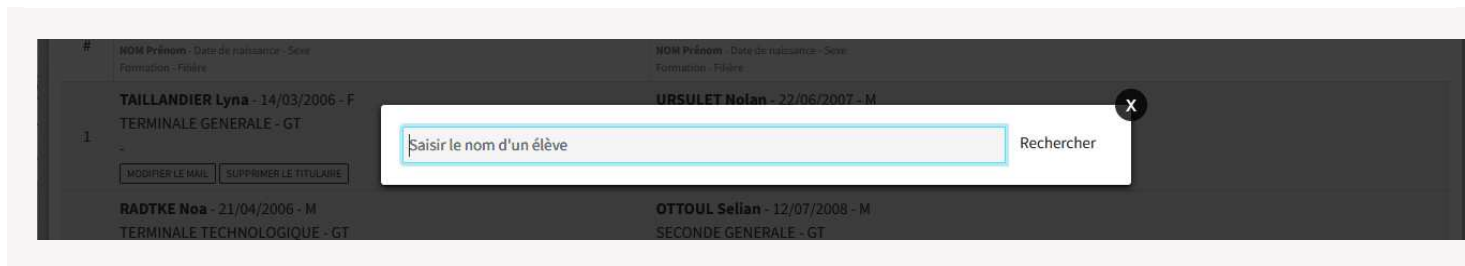 #
NOM Prénom - Date de naissance - Sexe
Formation - Filière
NOM Prénom - Date de naissance - Sexe
Formation - Filière
1
TAILLANDIER Lyna - 14/03/2006 - F
TERMINALE GENERALE - GT
-
MODIFIER LE MAIL SUPPRIMER LE TITULAIRE
URSULET Nolan - 22/06/2007 - M
X
Saisir le nom d'un élève Rechercher
RADTKE Noa - 21/04/2006 - M
TERMINALE TECHNOLOGIQUE - GT
OTTOUL Selian - 12/07/2008 - M
SECONDE GENERALE - GT